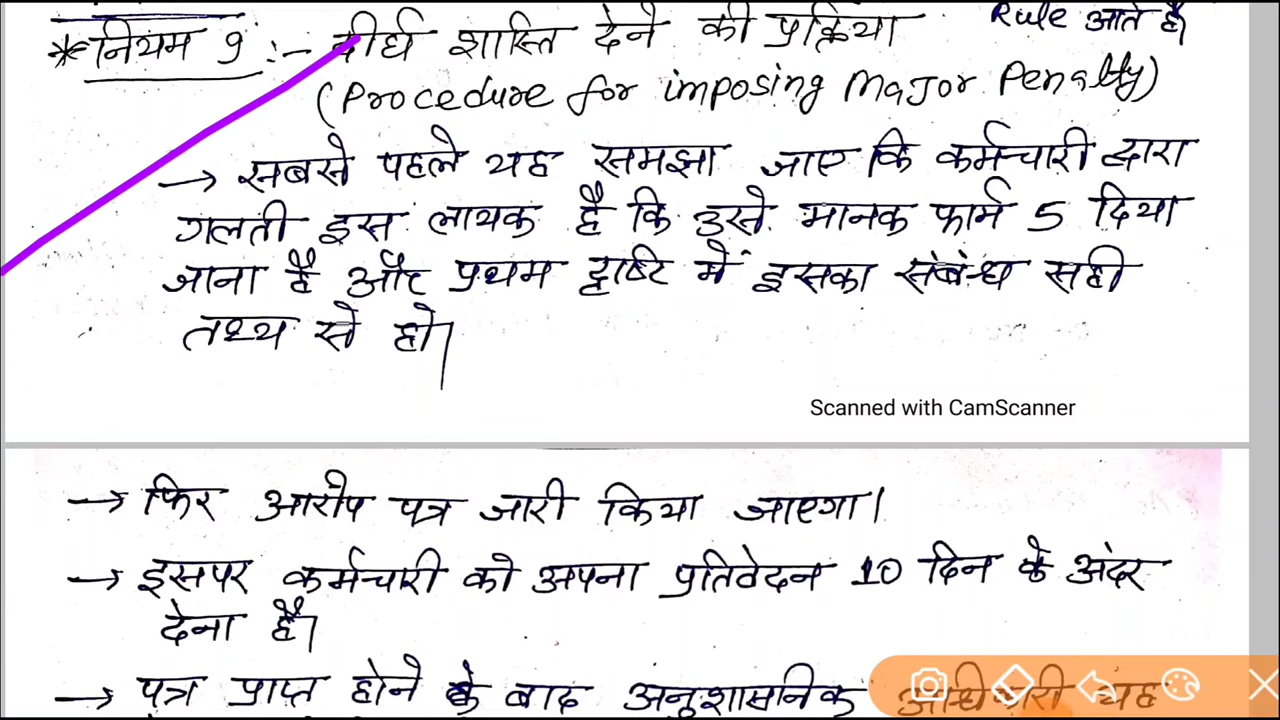 Rule आते है।
* नियम 9 :- दीर्घ शास्ति देने की प्रक्रिया
(Procedure for imposing Major Penalty)
→ सबसे पहले यह समझा जाए कि कर्मचारी द्वारा
गलती इस लायक है कि उसे मानक फार्म 5 दिया
जाना है और प्रथम दृष्टि में इसका संबंध सही
तथ्य से हो।
Scanned with CamScanner
→ फिर आरोप पत्र जारी किया जाएगा।
→ इसपर कर्मचारी को अपना प्रतिवेदन 10 दिन के अंदर
देना है।
→ पत्र प्राप्त होने के बाद अनुशासनिक अधिकारी यह